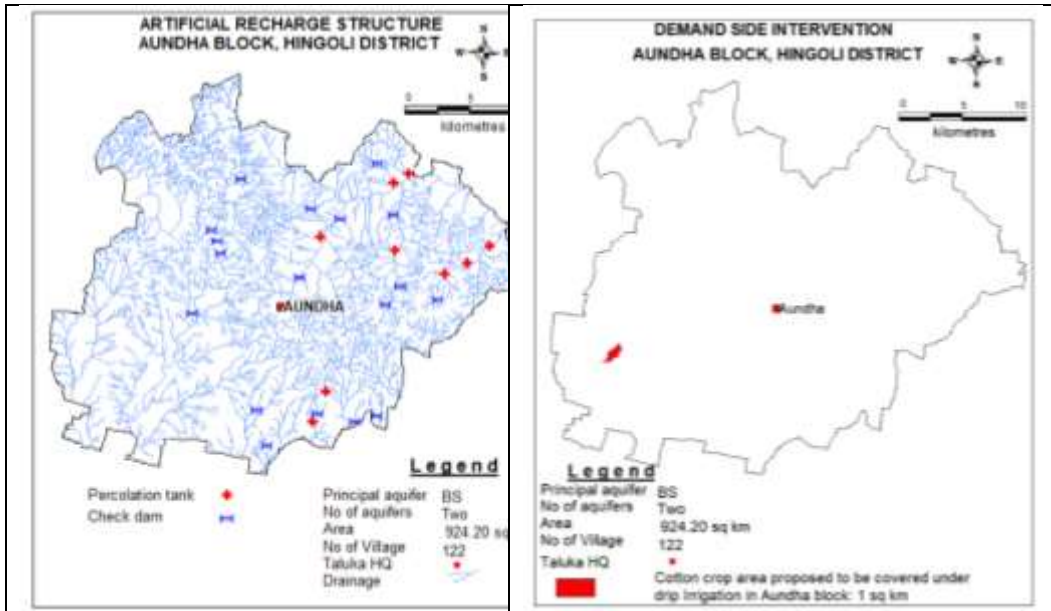 ARTIFICIAL RECHARGE STRUCTURE
AUNDHA BLOCK, HINGOLI DISTRICT
N
W E
S
0 5
kilometres
AUNDHA
Legend
Percolation tank
Check dam
Principal aquifer BS
No of aquifers Two
Area 924.20 sq
No of Village 122
Taluka HQ
Drainage
DEMAND SIDE INTERVENTION
AUNDHA BLOCK, HINGOLI DISTRICT
N
W E
S
0 5 10
kilometres
Aundha
Legend
Principal aquifer BS
No of aquifers Two
Area 924.20 sq km
No of Village 122
Taluka HQ
Cotton crop area proposed to be covered under
drip Irrigation in Aundha block: 1 sq km